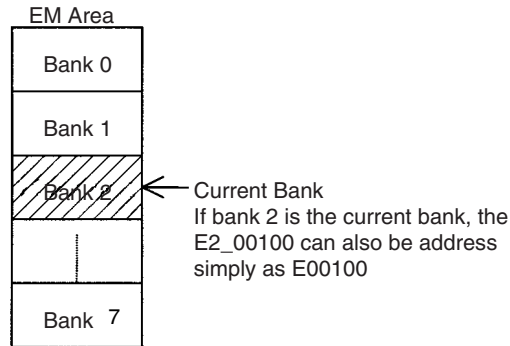 EM Area
Bank 0
Bank 1
Bank 2
Current Bank
If bank 2 is the current bank, the
E2_00100 can also be address
simply as E00100
Bank 7